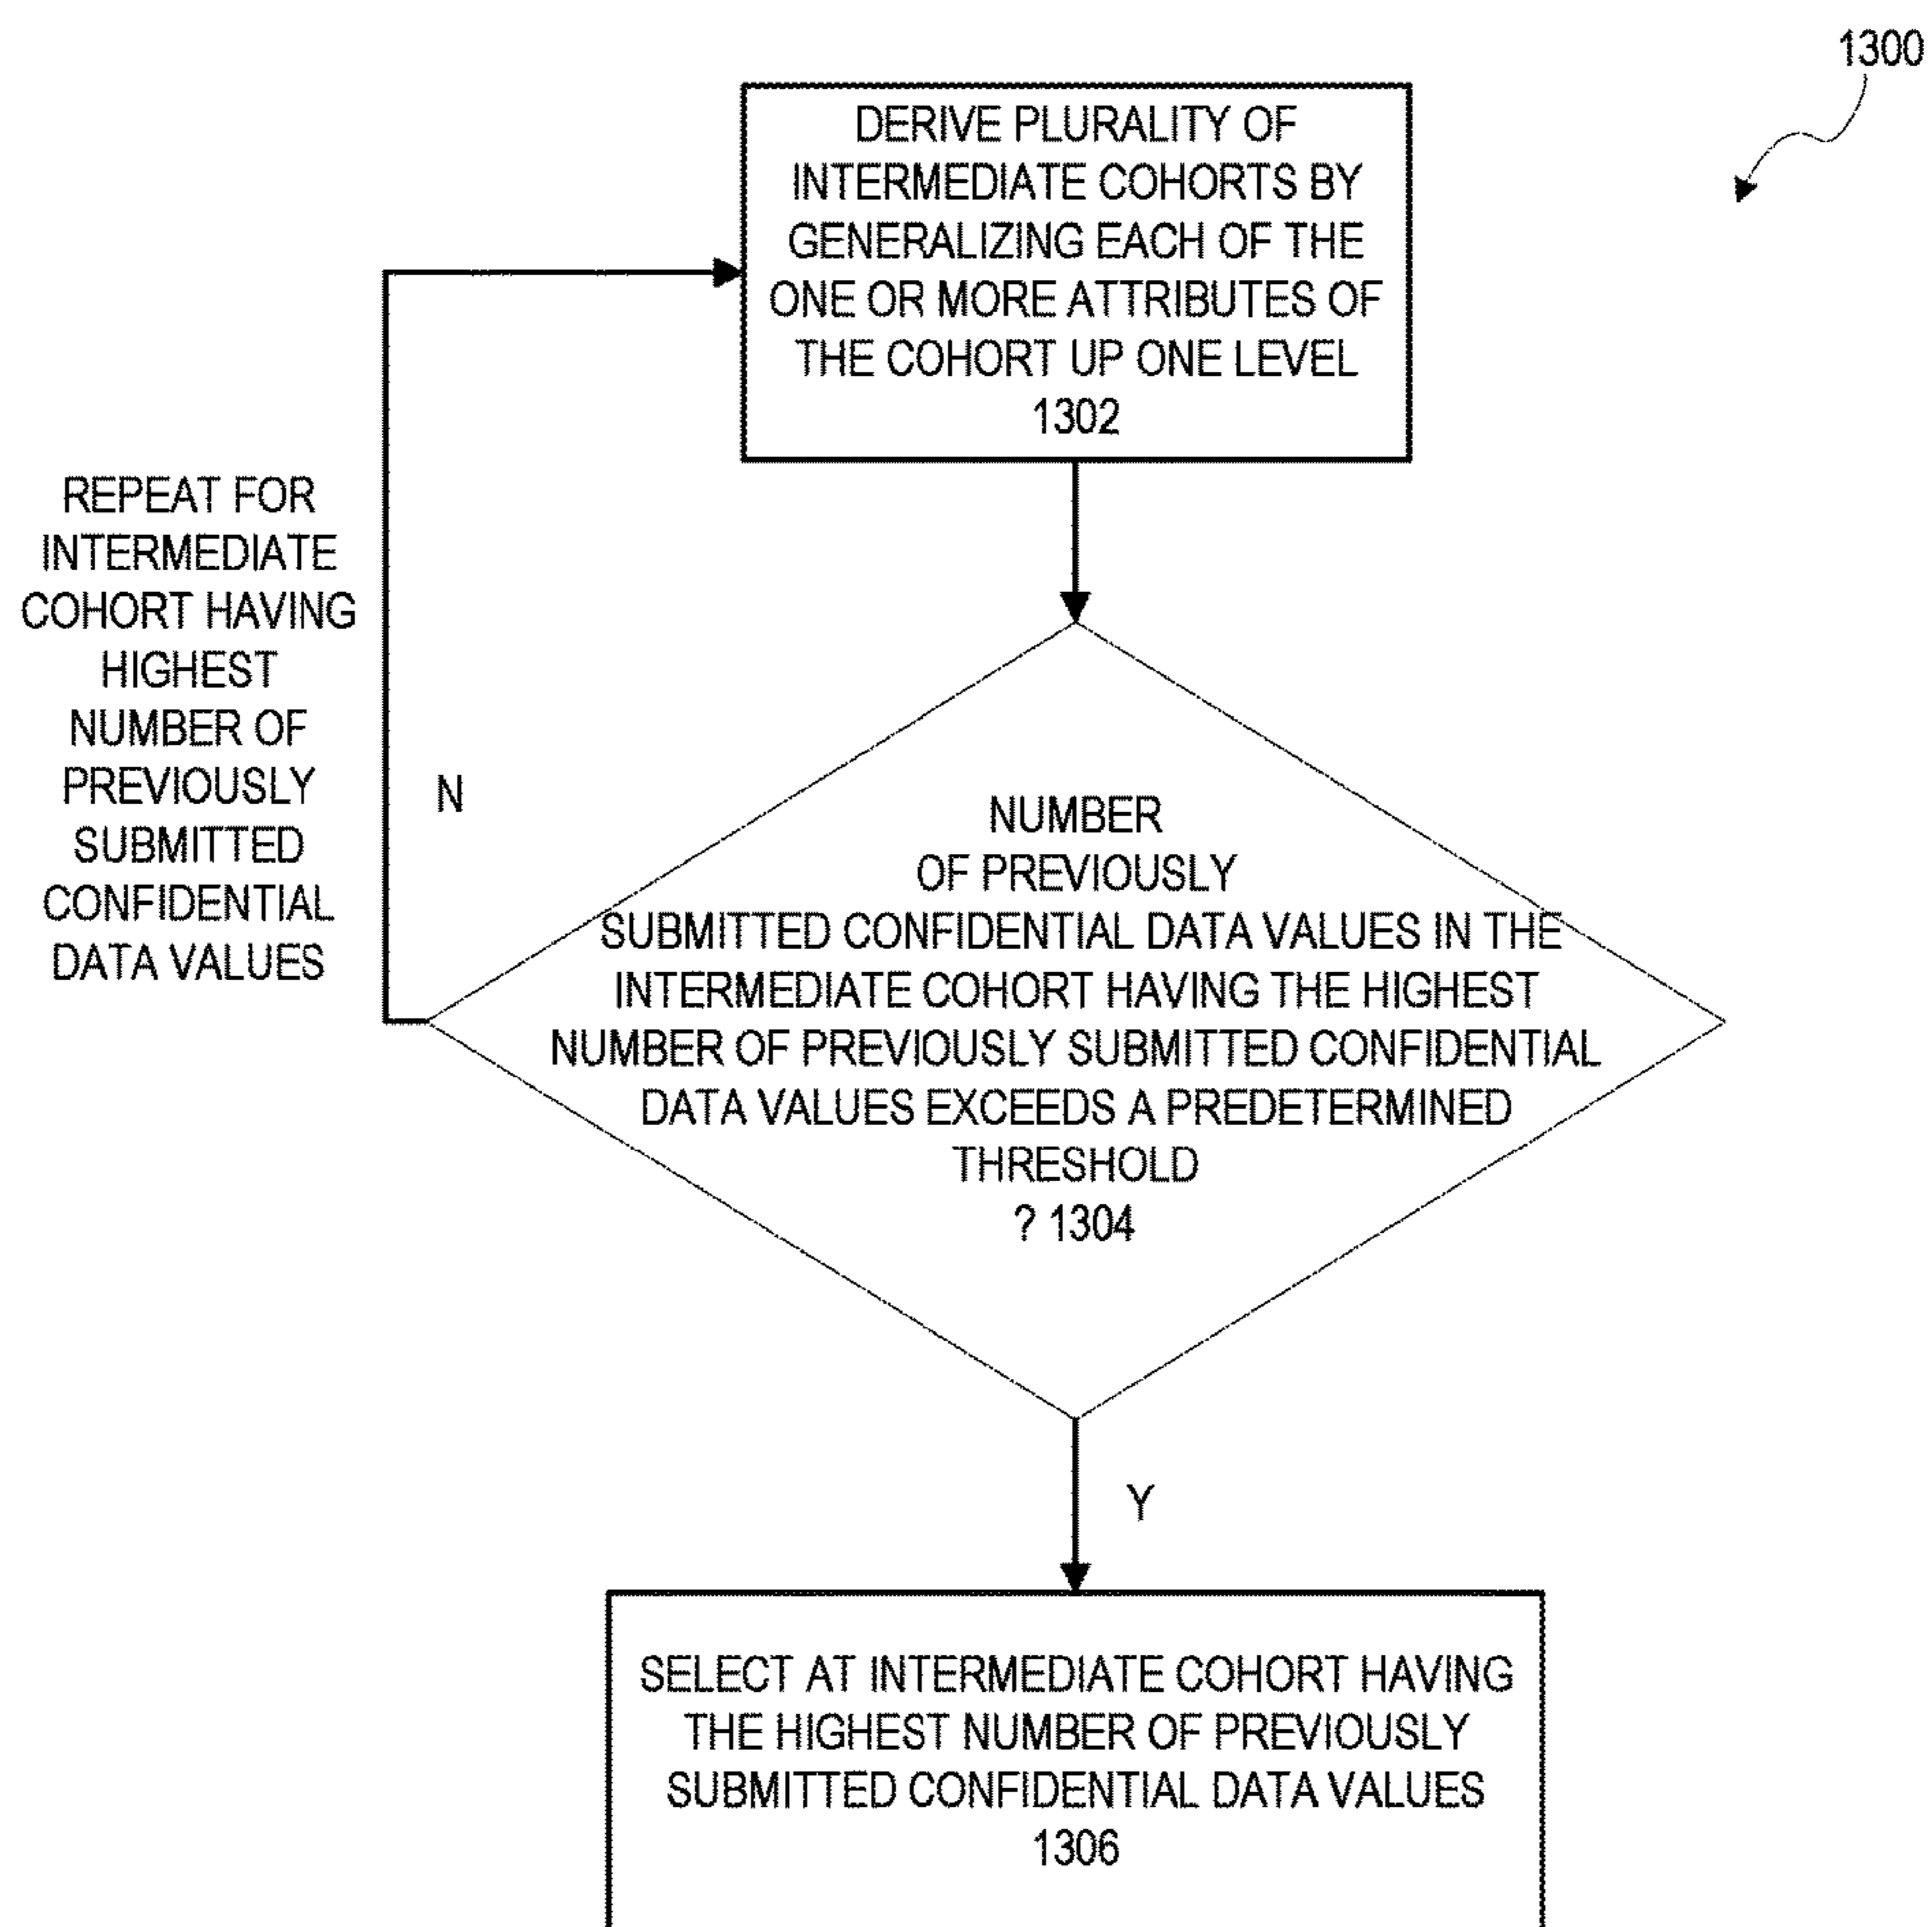 1300
DERIVE PLURALITY OF
INTERMEDIATE COHORTS BY
GENERALIZING EACH OF THE
ONE OR MORE ATTRIBUTES OF
THE COHORT UP ONE LEVEL
1302
REPEAT FOR
INTERMEDIATE
COHORT HAVING
HIGHEST
NUMBER OF
PREVIOUSLY
SUBMITTED
CONFIDENTIAL
DATA VALUES
N
NUMBER
OF PREVIOUSLY
SUBMITTED CONFIDENTIAL DATA VALUES IN THE
INTERMEDIATE COHORT HAVING THE HIGHEST
NUMBER OF PREVIOUSLY SUBMITTED CONFIDENTIAL
DATA VALUES EXCEEDS A PREDETERMINED
THRESHOLD
? 1304
Y
SELECT AT INTERMEDIATE COHORT HAVING
THE HIGHEST NUMBER OF PREVIOUSLY
SUBMITTED CONFIDENTIAL DATA VALUES
1306